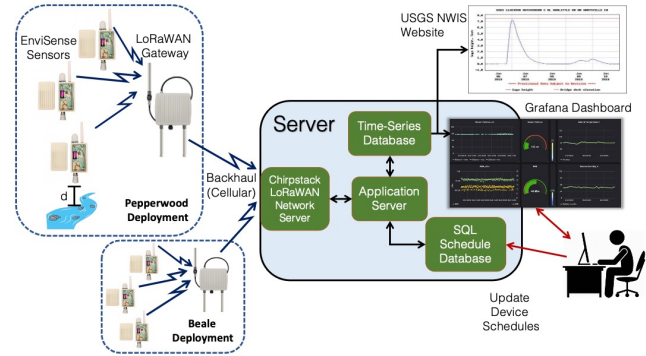 EnviSense
Sensors
LoRaWAN
Gateway
d
Pepperwood
Deployment
Beale
Deployment
Backhaul
(Cellular)
Server
Time-Series
Database
Chirpstack
LoRaWAN
Network
Server
Application
Server
SQL
Schedule
Database
USGS NWIS
Website
Grafana Dashboard
Update
Device
Schedules